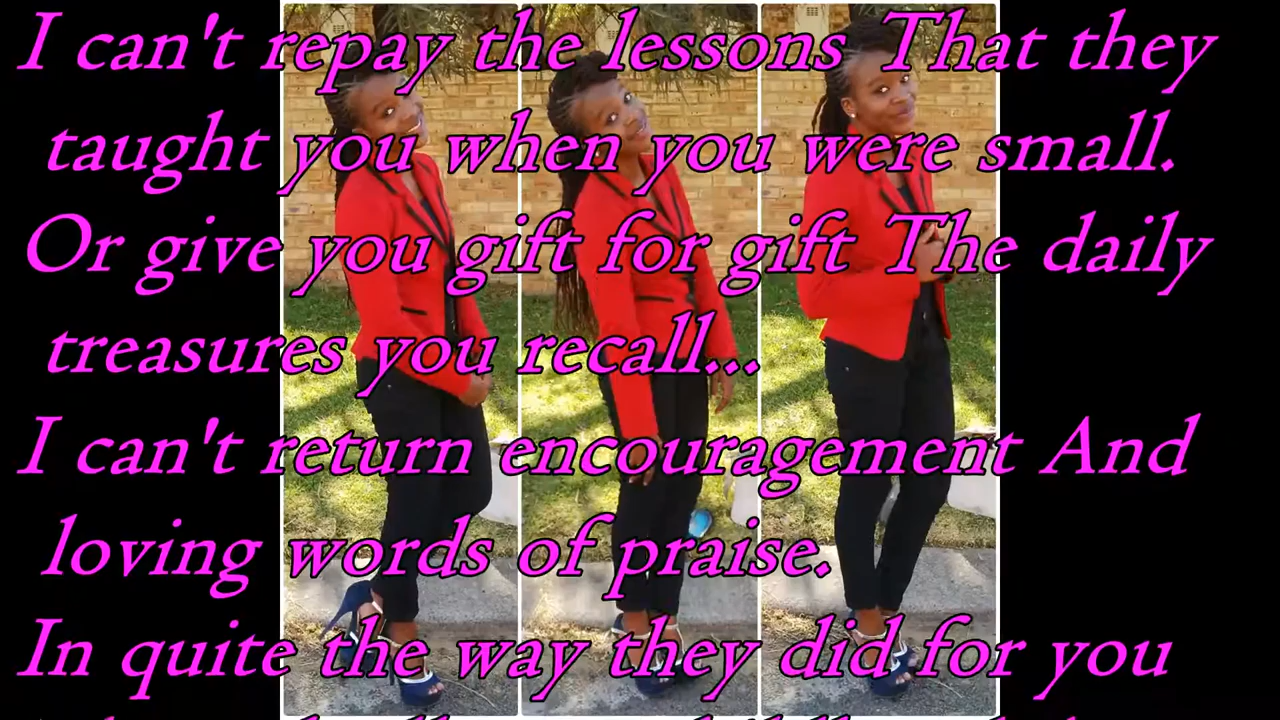 I can't repay the lessons That they
taught you when you were small.
Or give you gift for gift The daily
treasures you recall...
I can't return encouragement And
loving words of praise.
In quite the way they did for you